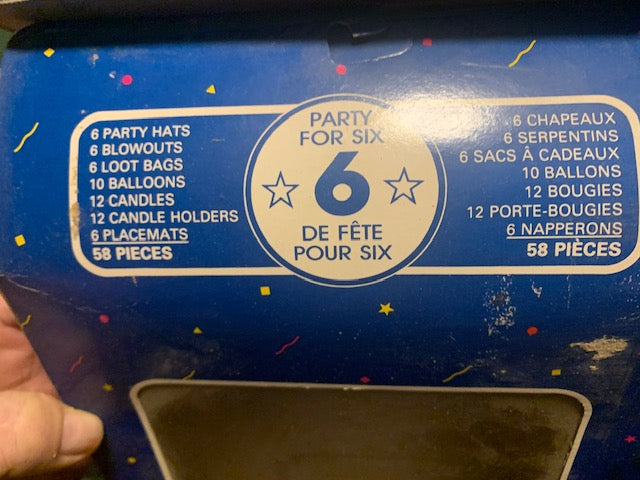 6 PARTY HATS
6 BLOWOUTS
6 LOOT BAGS
10 BALLOONS
12 CANDLES
12 CANDLE HOLDERS
6 PLACEMATS
58 PIECES
PARTY
FOR SIX
6
DE FÊTE
POUR SIX
6 CHAPEAUX
6 SERPENTINS
6 SACS À CADEAUX
10 BALLONS
12 BOUGIES
12 PORTE-BOUGIES
6 NAPPERONS
58 PIÈCES